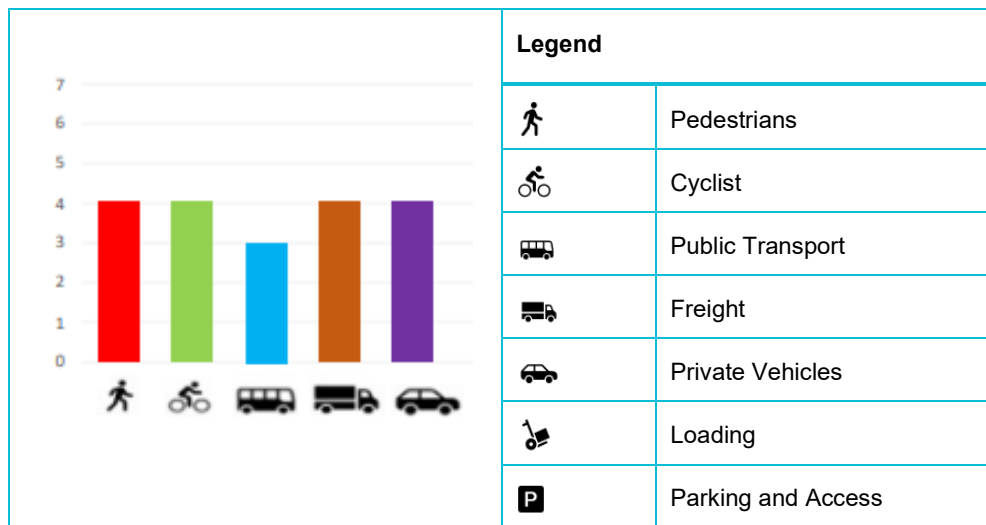 7
6
5
4
3
2
1
0
Legend
Pedestrians
Cyclist
Public Transport
Freight
Private Vehicles
Loading
P Parking and Access